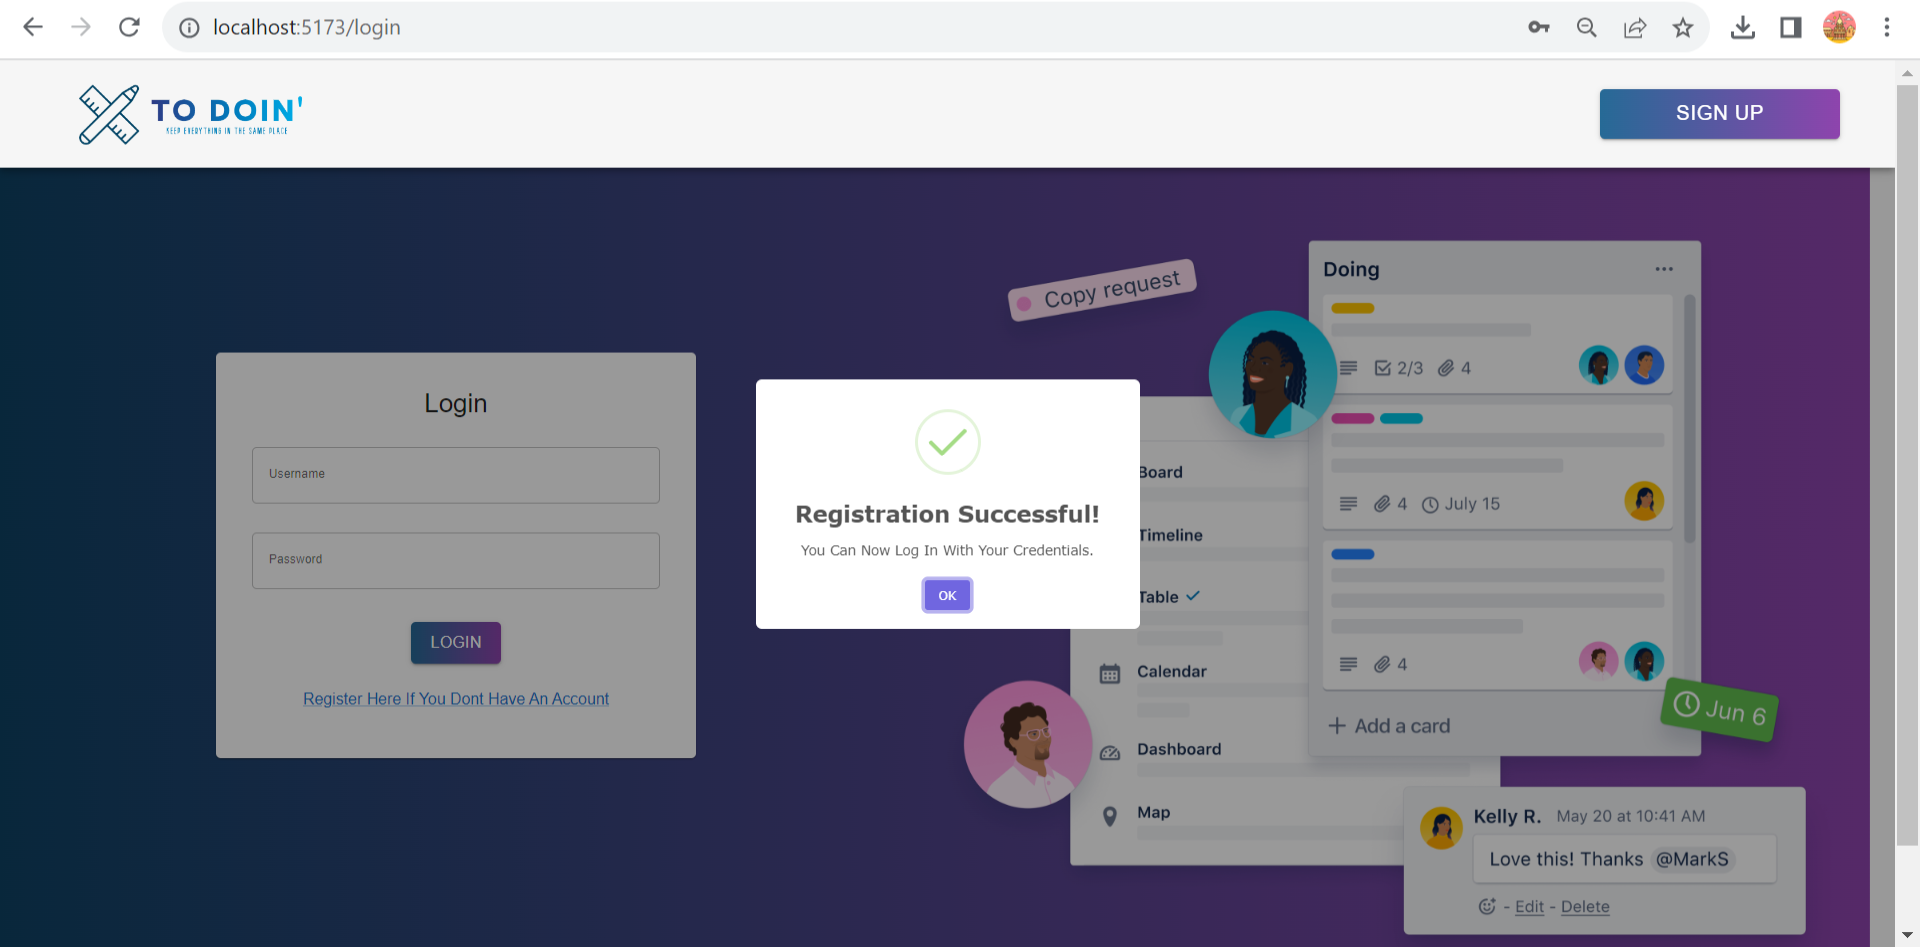 localhost:5173/login
TO DOIN'
KEEP EVERYTHING IN THE SAME PLACE
SIGN UP
Login
Username
Password
LOGIN
Register Here If You Dont Have An Account
Registration Successful!
You Can Now Log In With Your Credentials.
OK
Copy request
Board
Timeline
Table
Calendar
Dashboard
Map
Doing
2/3 4
4 July 15
4
+ Add a card
Jun 6
Kelly R. May 20 at 10:41 AM
Love this! Thanks @MarkS
- Edit - Delete